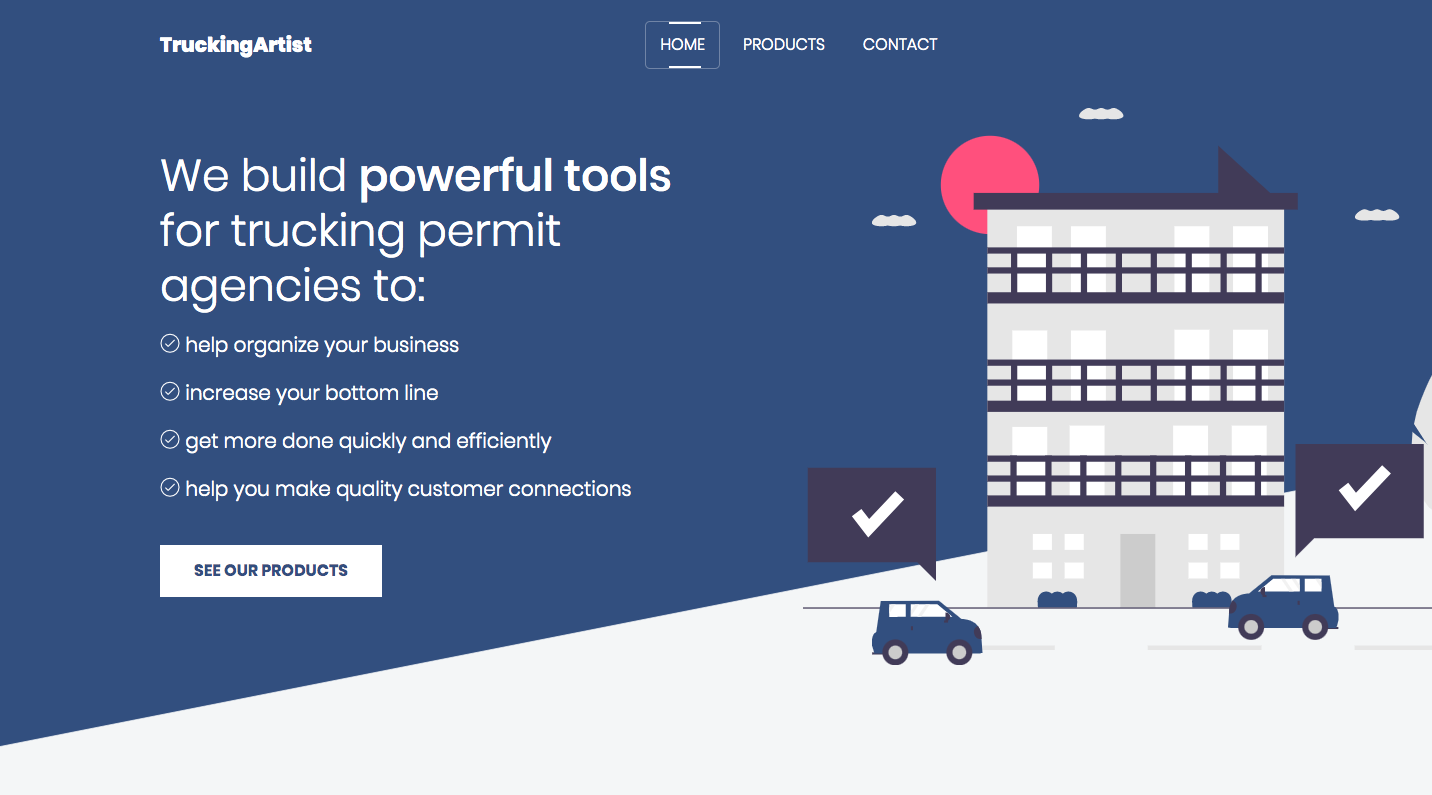 TruckingArtist
HOME PRODUCTS CONTACT
We build powerful tools
for trucking permit
agencies to:
help organize your business
increase your bottom line
get more done quickly and efficiently
help you make quality customer connections
SEE OUR PRODUCTS